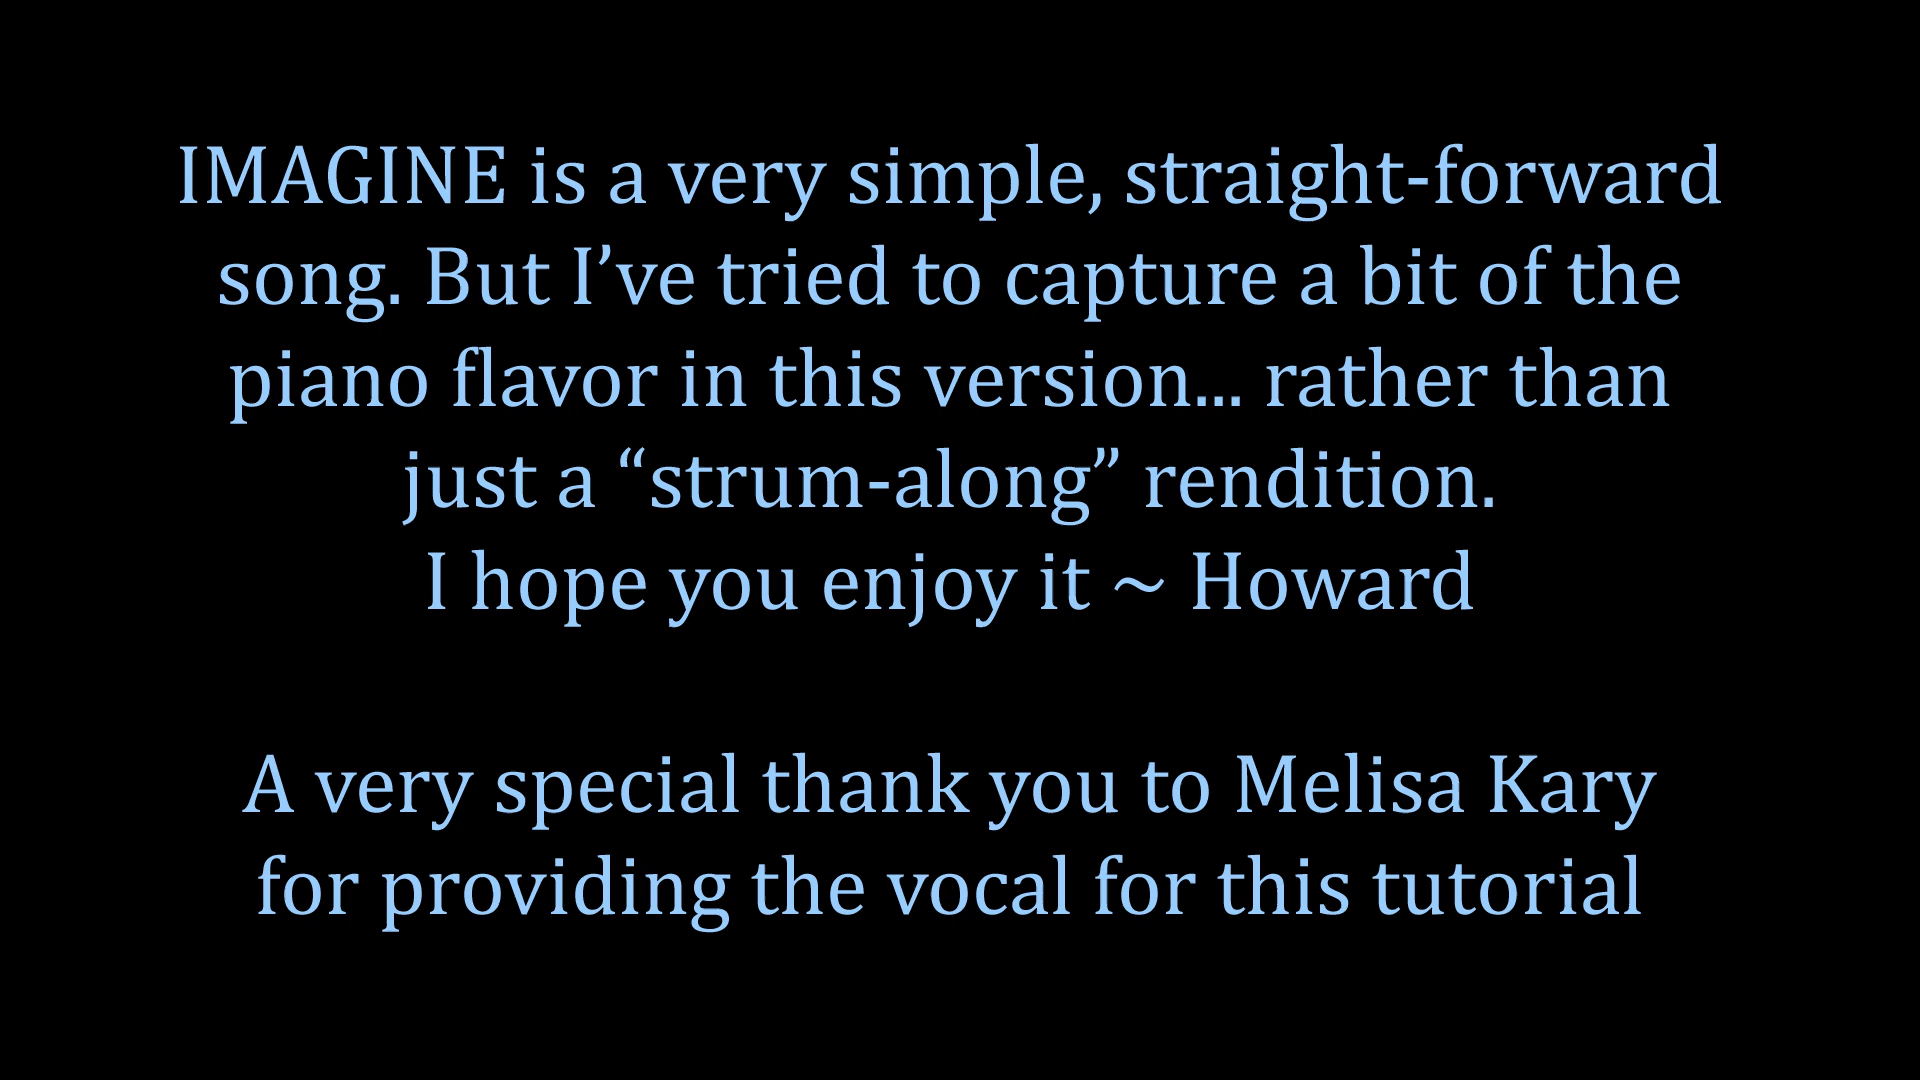 IMAGINE is a very simple, straight-forward
song. But I’ve tried to capture a bit of the
piano flavor in this version... rather than
just a “strum-along” rendition.
I hope you enjoy it ~ Howard
A very special thank you to Melisa Kary
for providing the vocal for this tutorial